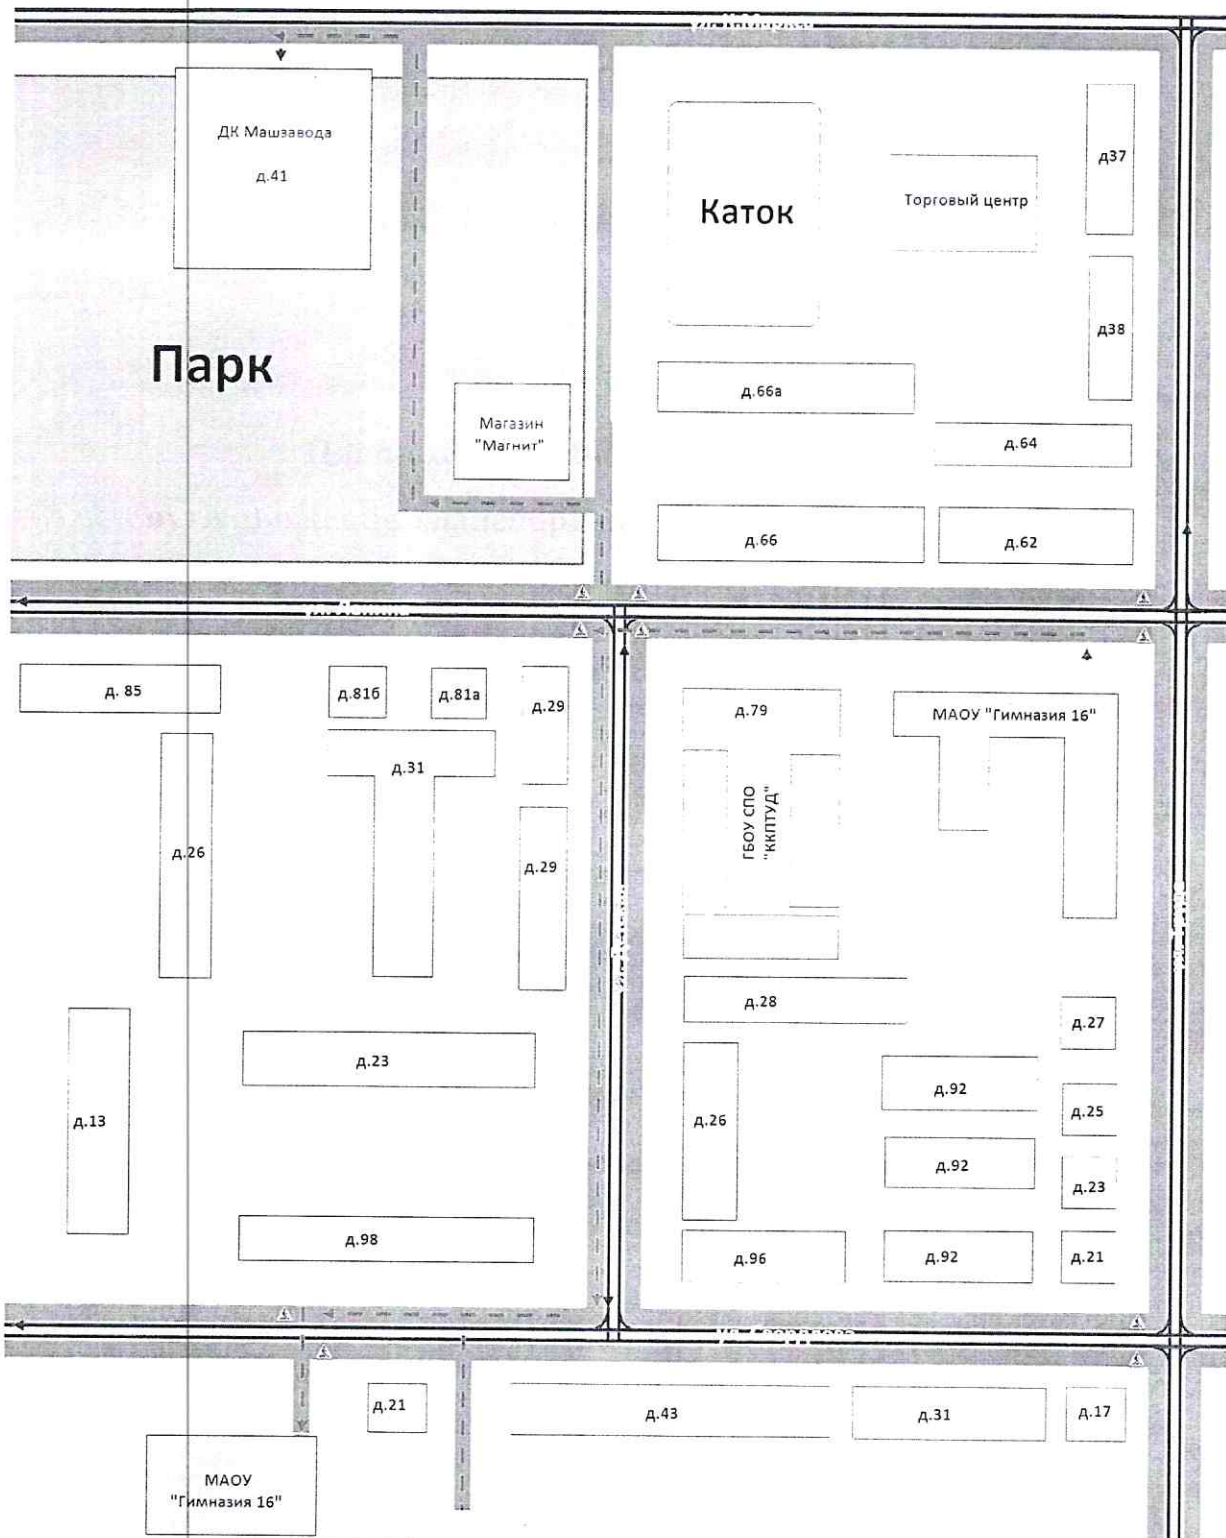 ДК Машзавода
д.41
д37
Каток
Торговый центр
д38
Парк
д.66а
Магазин
"Магнит"
д.64
д.66
д.62
д. 85
д.81б
д.81а
д.29
д.79
МАОУ "Гимназия 16"
д.31
ГБОУ СПО
"ККПТУД"
д.26
д.29
д.28
д.27
д.23
д.92
д.25
д.13
д.26
д.92
д.23
д.98
д.96
д.92
д.21
д.21
д.43
д.31
д.17
МАОУ
"Гимназия 16"